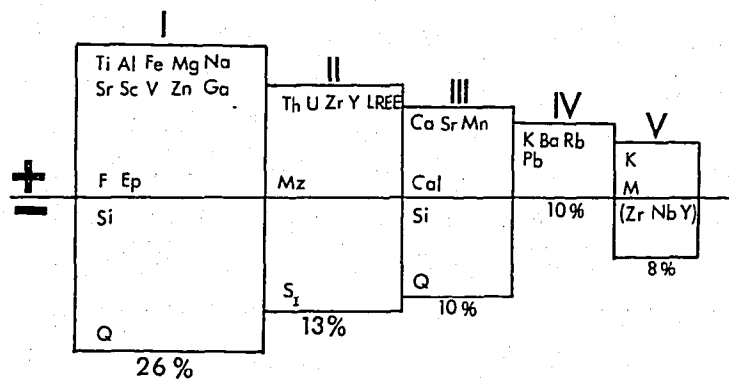 I
Ti Al Fe Mg Na
Sr Sc V Zn Ga
F Ep
+
−
Si
Q
26%
II
Th U Zr Y LREE
Mz
S_I
13%
III
Ca Sr Mn
Cal
Si
Q
10%
IV
K Ba Rb
Pb
10%
V
K
M
(Zr Nb Y)
8%